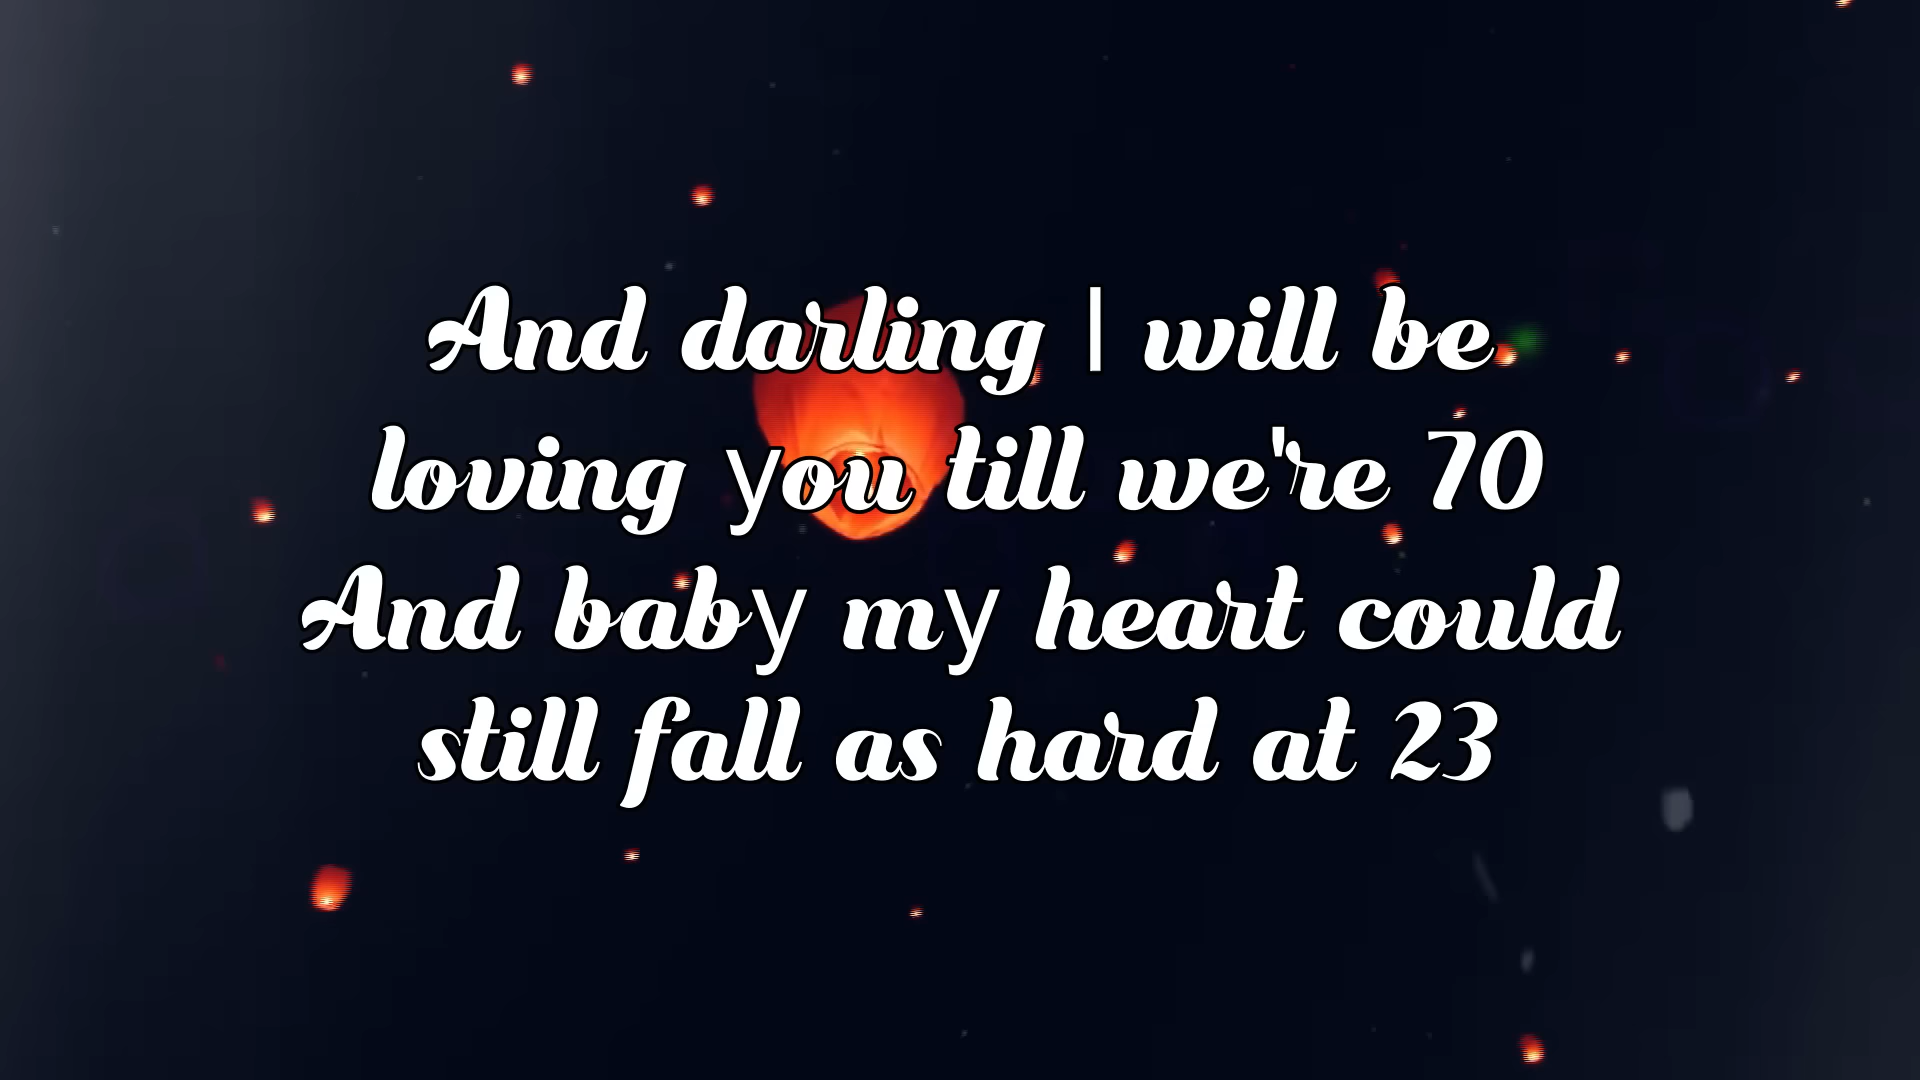 And darling I will be
loving you till we're 70
And baby my heart could
still fall as hard at 23